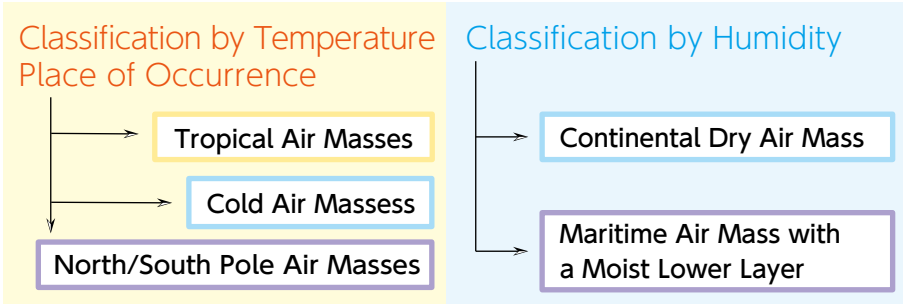 Classification by Temperature
Place of Occurrence
Tropical Air Masses
Cold Air Massess
North/South Pole Air Masses
Classification by Humidity
Continental Dry Air Mass
Maritime Air Mass with
a Moist Lower Layer